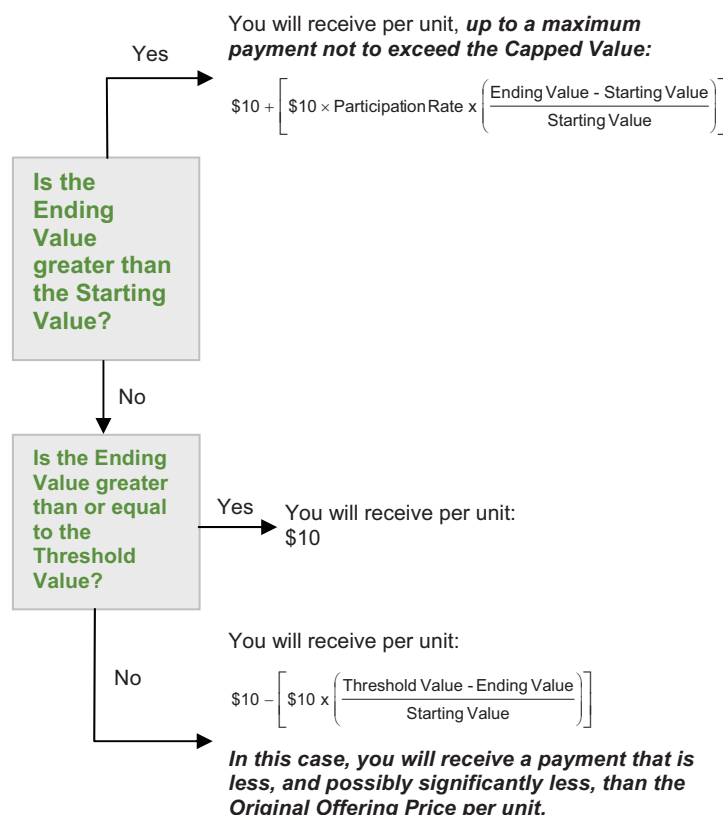 You will receive per unit, up to a maximum
payment not to exceed the Capped Value:
Yes
$10 + [ $10 × Participation Rate x ( Ending Value - Starting Value / Starting Value ) ]
Is the
Ending
Value
greater than
the Starting
Value?
No
Is the Ending
Value greater
than or equal
to the
Threshold
Value?
Yes
You will receive per unit:
$10
No
You will receive per unit:
$10 – [ $10 x ( Threshold Value - Ending Value / Starting Value ) ]
In this case, you will receive a payment that is
less, and possibly significantly less, than the
Original Offering Price per unit.